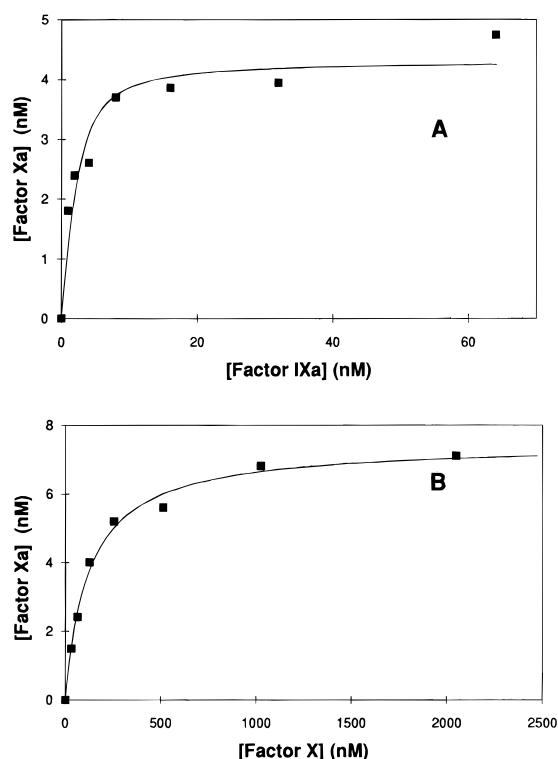 5
4
3
2
1
0
[Factor Xa] (nM)
A
0 20 40 60
[Factor IXa] (nM)
8
6
4
2
0
[Factor Xa] (nM)
B
0 500 1000 1500 2000 2500
[Factor X] (nM)